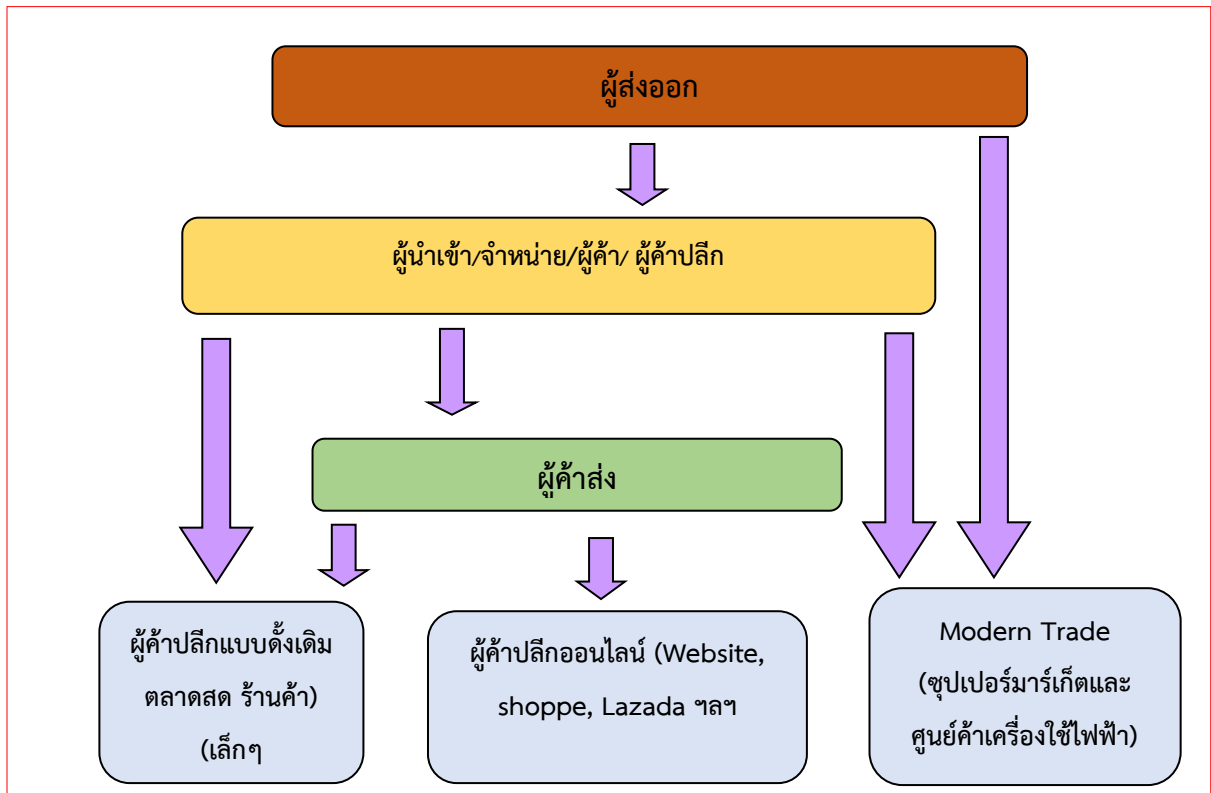 ผู้ส่งออก
ผู้นำเข้า/จำหน่าย/ผู้ค้า/ ผู้ค้าปลีก
ผู้ค้าส่ง
ผู้ค้าปลีกแบบดั้งเดิม
ตลาดสด ร้านค้า)
(เล็กๆ
ผู้ค้าปลีกออนไลน์ (Website,
shoppe, Lazada ฯลฯ
Modern Trade
(ซุปเปอร์มาร์เก็ตและ
ศูนย์ค้าเครื่องใช้ไฟฟ้า)